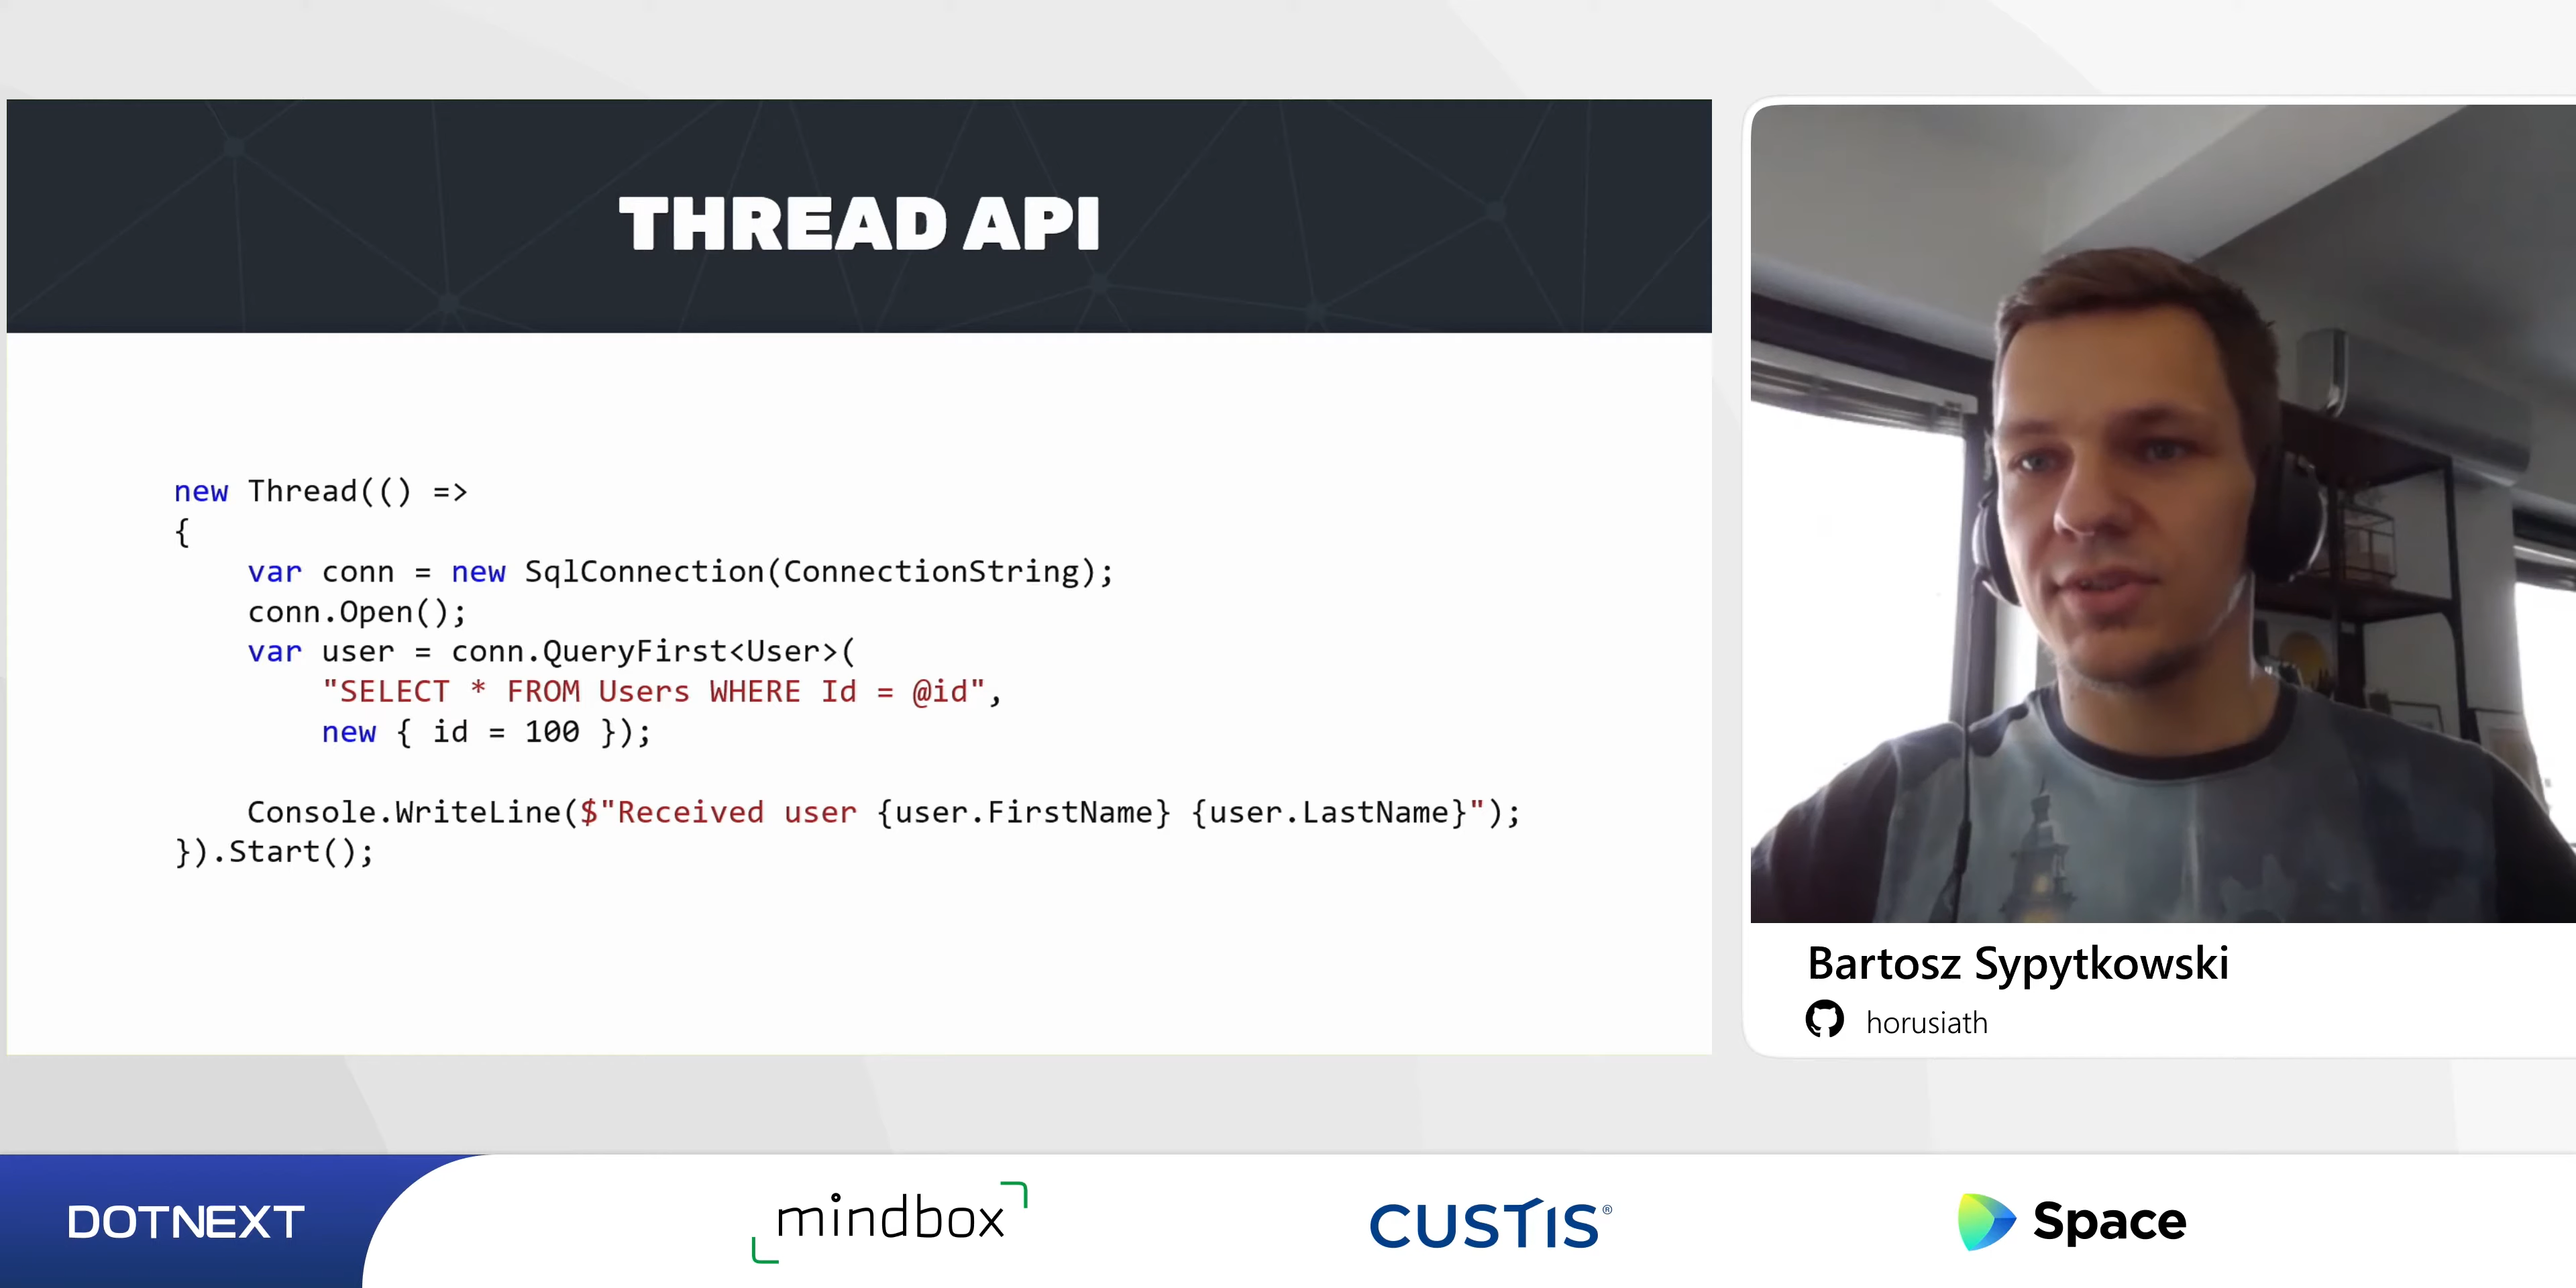 THREAD API
new Thread(() =>
{
    var conn = new SqlConnection(ConnectionString);
    conn.Open();
    var user = conn.QueryFirst<User>(
        "SELECT * FROM Users WHERE Id = @id",
        new { id = 100 });

    Console.WriteLine($"Received user {user.FirstName} {user.LastName}");
}).Start();
Bartosz Sypytkowski
horusiath
DOTNEXT
mindbox
CUSTIS®
Space